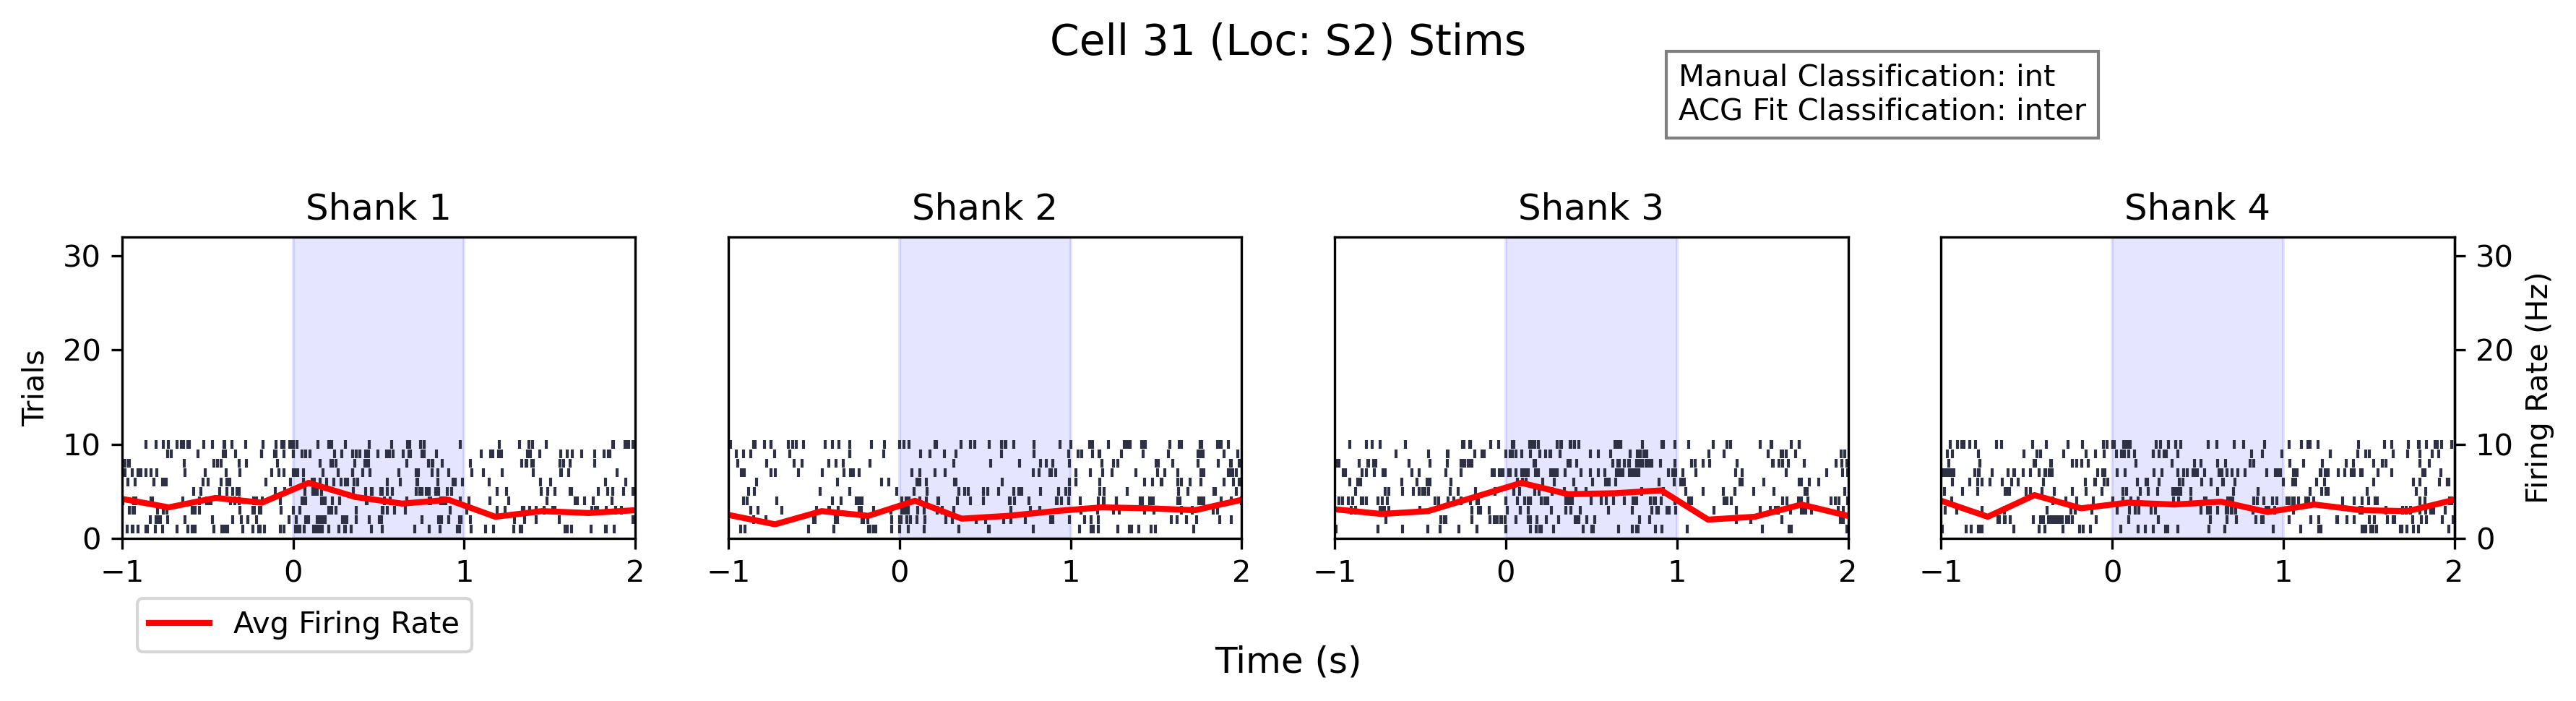 Cell 31 (Loc: S2) Stims
Manual Classification: int
ACG Fit Classification: inter
Shank 1
Shank 2
Shank 3
Shank 4
Trials
30
20
10
0
−1
0
1
2
−1
0
1
2
−1
0
1
2
−1
0
1
2
30
20
10
0
Firing Rate (Hz)
Avg Firing Rate
Time (s)